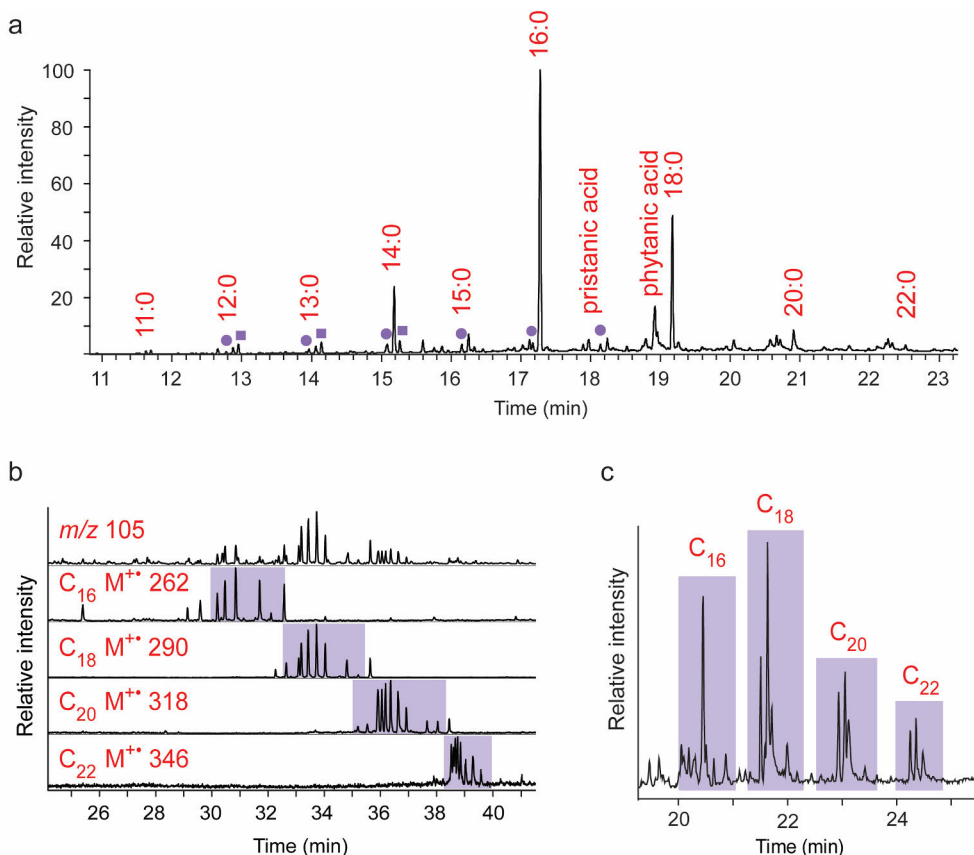 a
Relative intensity
100
80
60
40
20
11:0
12:0
13:0
14:0
15:0
16:0
pristanic acid
phytanic acid
18:0
20:0
22:0
11 12 13 14 15 16 17 18 19 20 21 22 23
Time (min)
b
Relative intensity
m/z 105
C16 M+• 262
C18 M+• 290
C20 M+• 318
C22 M+• 346
26 28 30 32 34 36 38 40
Time (min)
c
Relative intensity
C16
C18
C20
C22
20 22 24
Time (min)